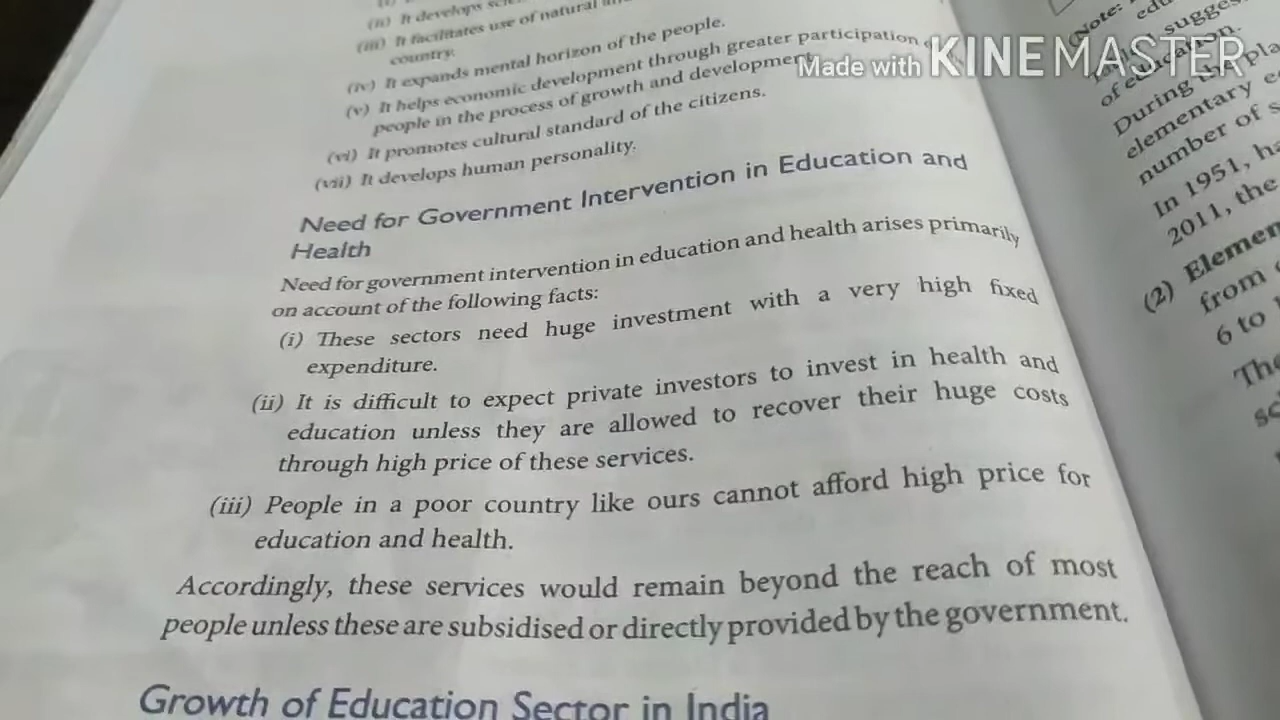 (ii) It develops
(iii) It facilitates use of natural
country.
(iv) It expands mental horizon of the people.
(v) It helps economic development through greater participation
people in the process of growth and development.
(vi) It promotes cultural standard of the citizens.
(vii) It develops human personality.
Need for Government Intervention in Education and
Health
Need for government intervention in education and health arises primarily
on account of the following facts:
(i) These sectors need huge investment with a very high fixed
expenditure.
(ii) It is difficult to expect private investors to invest in health and
education unless they are allowed to recover their huge costs
through high price of these services.
(iii) People in a poor country like ours cannot afford high price for
education and health.
Accordingly, these services would remain beyond the reach of most
people unless these are subsidised or directly provided by the government.
Growth of Education Sector in India
Made with KINEMASTER
(Note:
of education.
During the
elementary
number of
In 1951,
2011, the
(2)
from
6 to